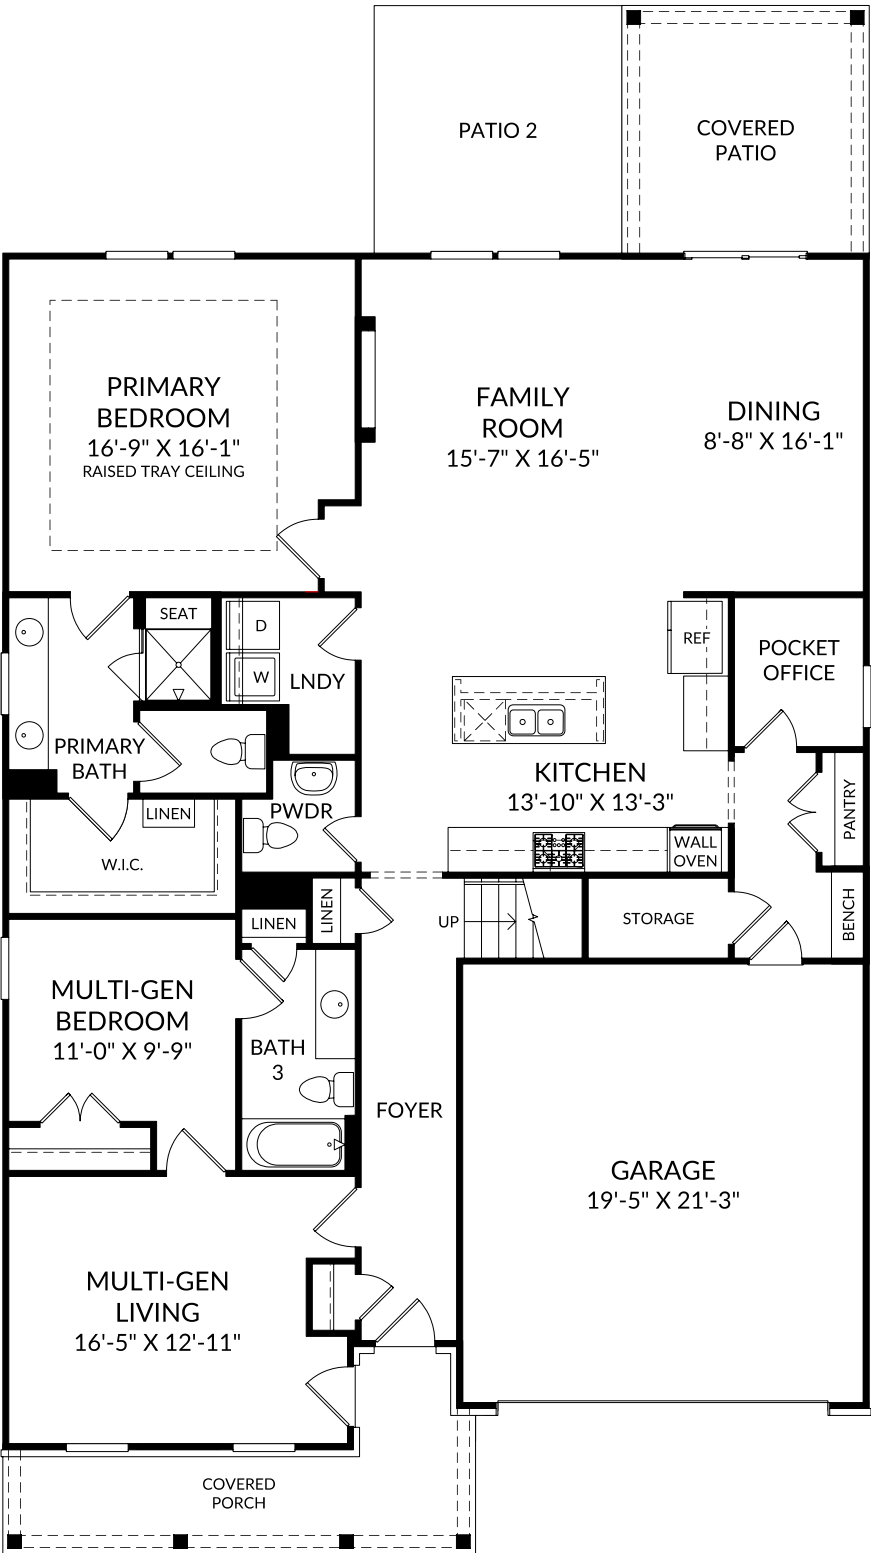 PATIO 2
COVERED
PATIO
PRIMARY
BEDROOM
16'-9" X 16'-1"
RAISED TRAY CEILING
FAMILY
ROOM
15'-7" X 16'-5"
DINING
8'-8" X 16'-1"
SEAT
D
W
LNDY
REF
POCKET
OFFICE
PRIMARY
BATH
KITCHEN
13'-10" X 13'-3"
LINEN
PWDR
PANTRY
W.I.C.
WALL
OVEN
LINEN
LINEN
UP
STORAGE
BENCH
MULTI-GEN
BEDROOM
11'-0" X 9'-9"
BATH
3
FOYER
GARAGE
19'-5" X 21'-3"
MULTI-GEN
LIVING
16'-5" X 12'-11"
COVERED
PORCH